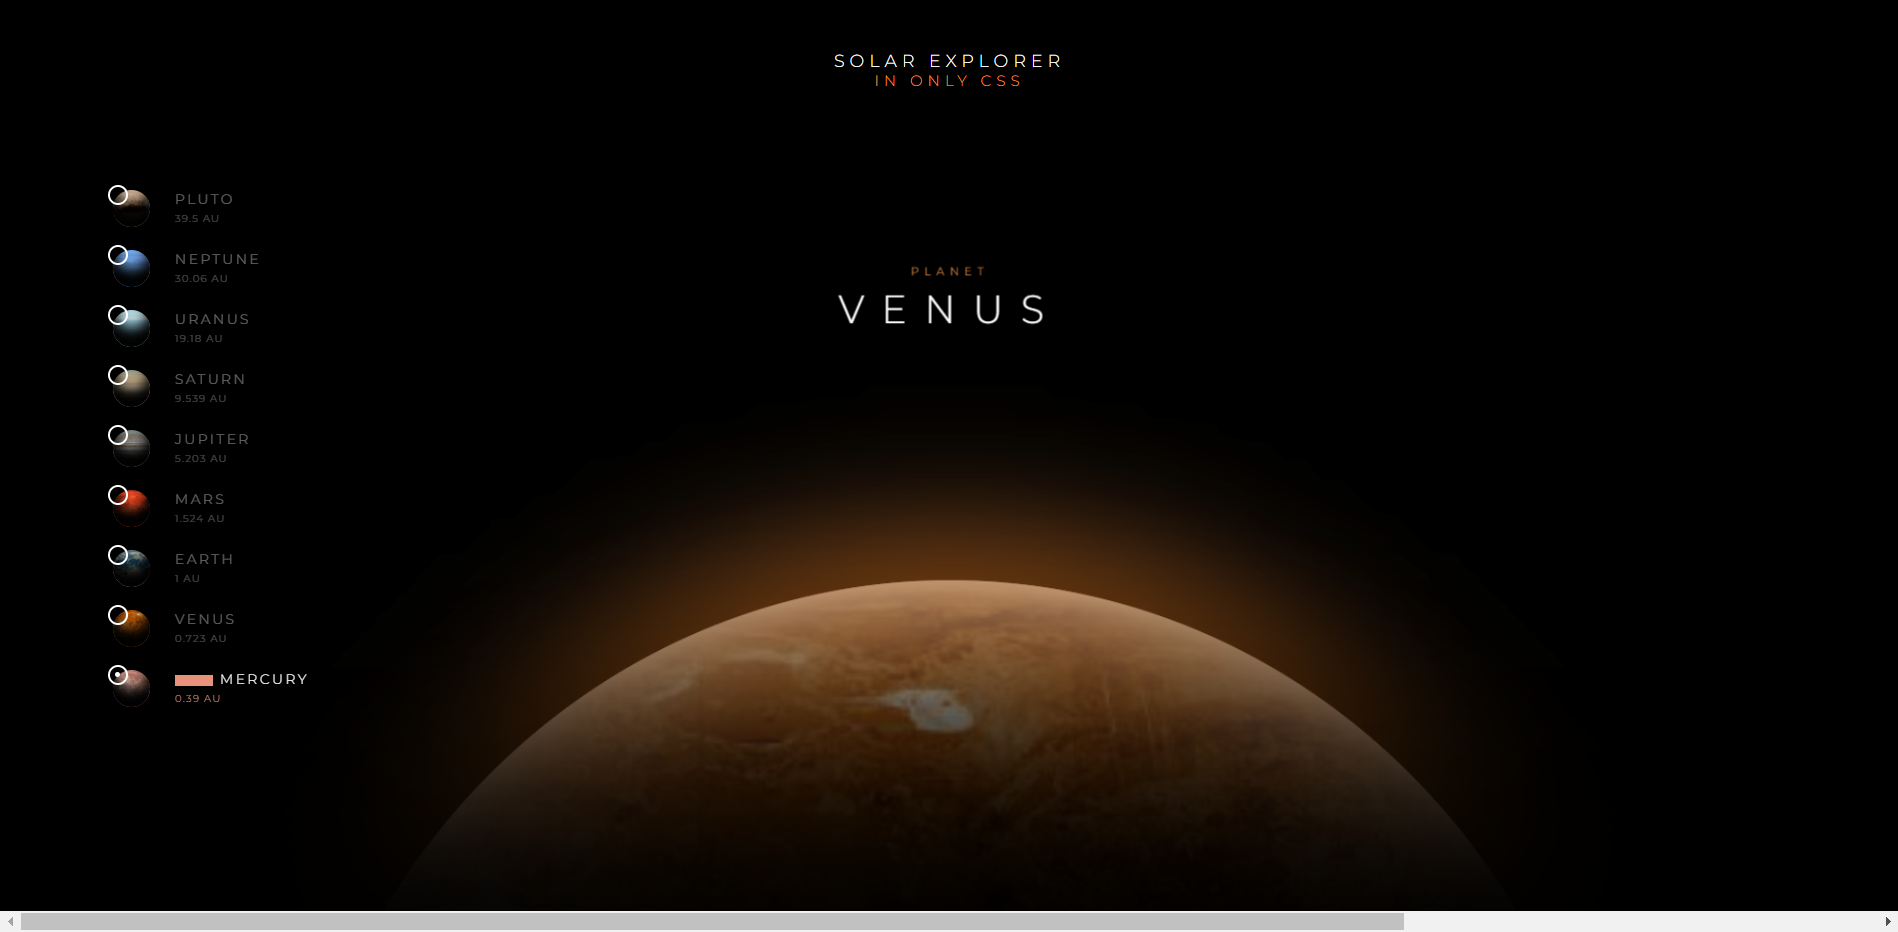 SOLAR EXPLORER
IN ONLY CSS
PLUTO
39.5 AU
NEPTUNE
30.06 AU
URANUS
19.18 AU
SATURN
9.539 AU
JUPITER
5.203 AU
MARS
1.524 AU
EARTH
1 AU
VENUS
0.723 AU
MERCURY
0.39 AU
PLANET
VENUS